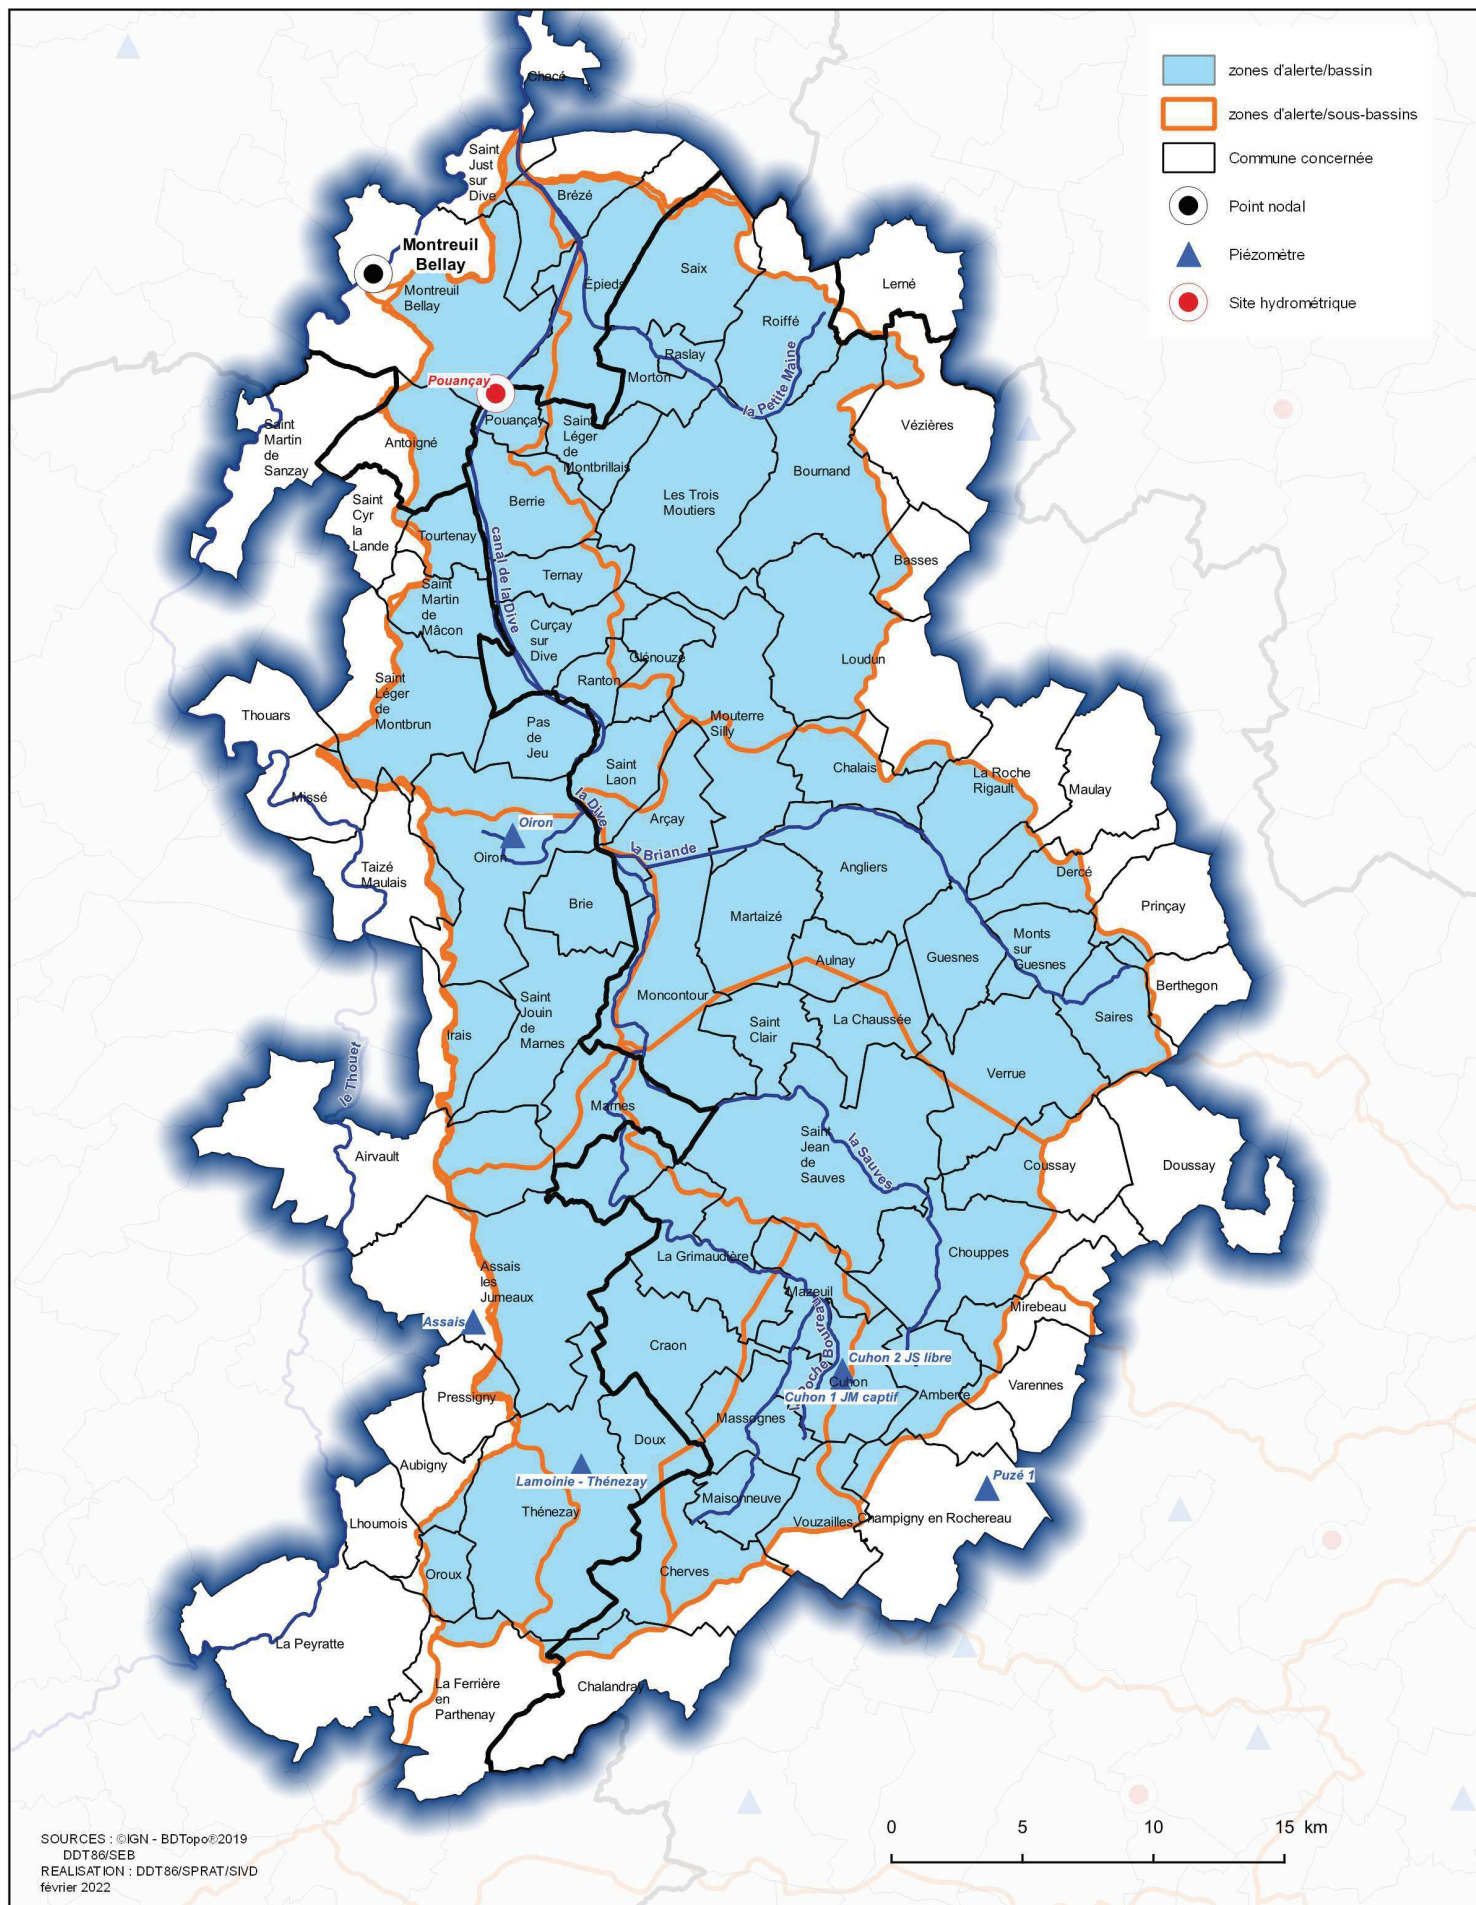 zones d'alerte/bassin
zones d'alerte/sous-bassins
Commune concernée
Point nodal
Piézomètre
Site hydrométrique
Chacé
Saint
Just
sur
Dive
Brézé
Montreuil
Bellay
Montreuil
Bellay
Épieds
Saix
Lerné
Roiffé
Raslay
Morton
la Petite Maine
Pouançay
Pouançay
Saint
Léger
de
Montbrillais
Vézières
Saint
Martin
de
Sanzay
Antoigné
Bournand
Les Trois
Moutiers
Berrie
Saint
Cyr
la
Lande
Tourtenay
canal de la Dive
Basses
Ternay
Saint
Martin
de
Mâcon
Curçay
sur
Dive
Glénouze
Loudun
Ranton
Saint
Léger
de
Montbrun
Thouars
Pas
de
Jeu
Mouterre
Silly
Saint
Laon
Chalais
La Roche
Rigault
Maulay
Missé
la Dive
Arçay
Oiron
Oiron
la Briande
Taizé
Maulais
Angliers
Dercé
Brie
Martaizé
Prinçay
Monts
sur
Guesnes
Guesnes
Aulnay
Berthegon
Moncontour
Saint
Jouin
de
Marnes
Saint
Clair
La Chaussée
Saires
Irais
le Thouet
Verrue
Marnes
Airvault
Saint
Jean
de
Sauves
la Sauves
Coussay
Doussay
Chouppes
La Grimaudière
Assais
les
Jumeaux
Mazeuil
Mirebeau
Assais
Craon
la Roche Bourreau
Cuhon 2 JS libre
Cuhon
Cuhon 1 JM captif
Amberre
Varennes
Pressigny
Massognes
Doux
Aubigny
Lamoinie - Thénezay
Puzé 1
Thénezay
Maisonneuve
Lhoumois
Vouzailles
Champigny en Rochereau
Oroux
Cherves
La Peyratte
La Ferrière
en
Parthenay
Chalandray
0 5 10 15 km
SOURCES : ©IGN - BDTopo®2019
DDT86/SEB
REALISATION : DDT86/SPRAT/SIVD
février 2022